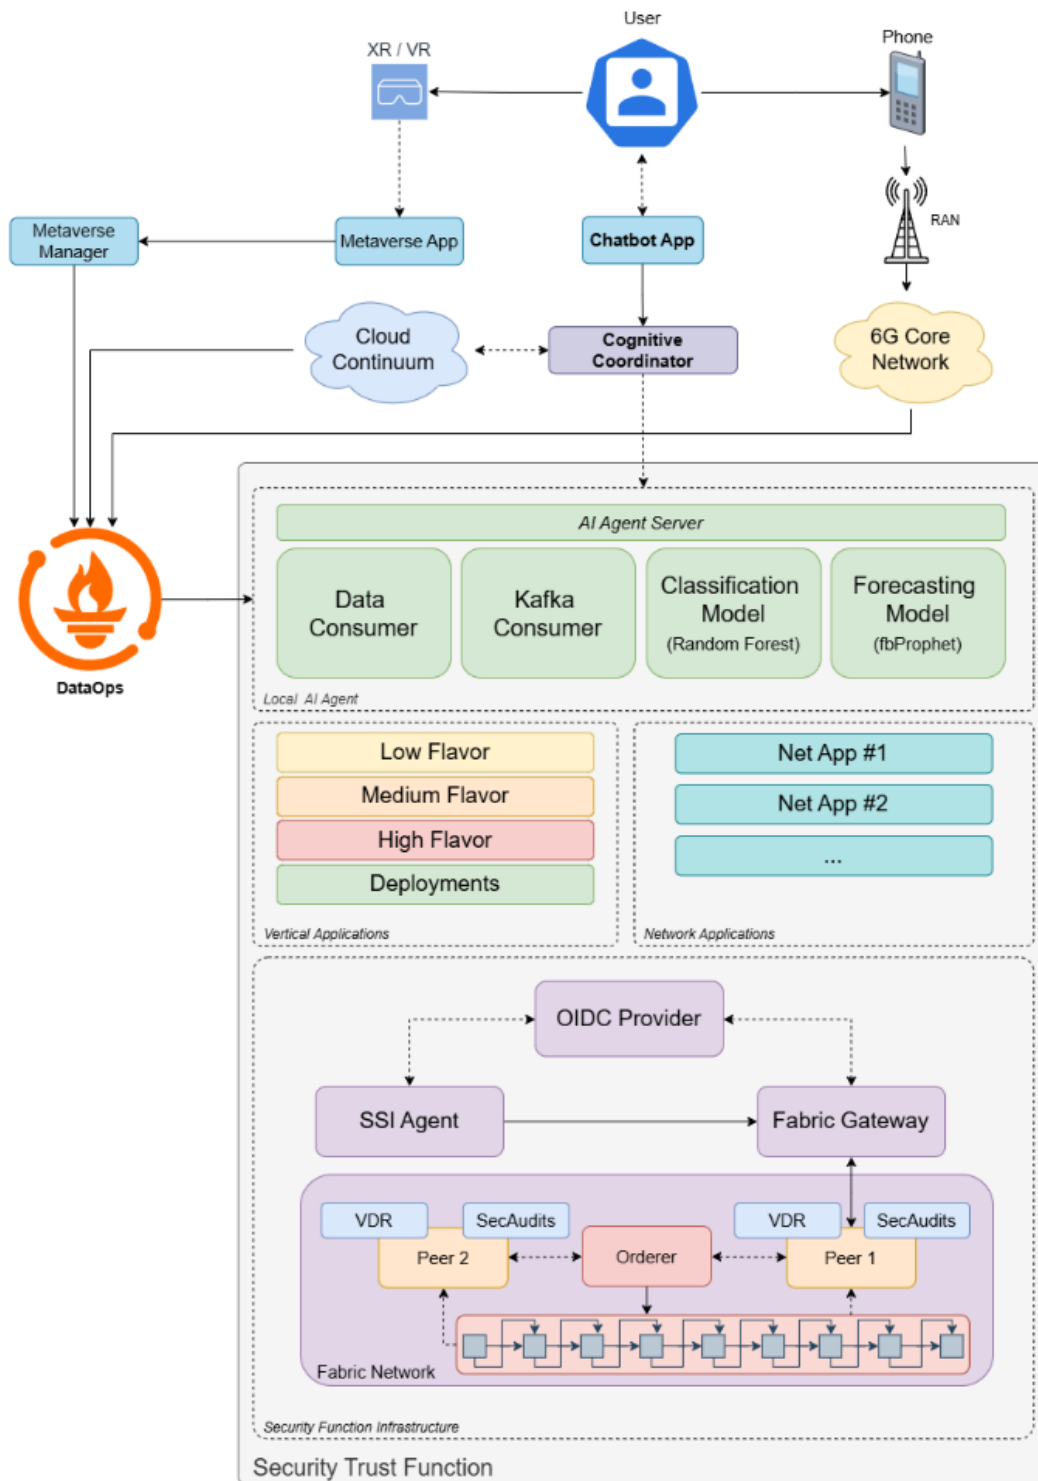 User
XR / VR
Phone
RAN
Metaverse
Manager
Metaverse App
Chatbot App
Cloud
Continuum
Cognitive
Coordinator
6G Core
Network
DataOps
AI Agent Server
Data
Consumer
Kafka
Consumer
Classification
Model
(Random Forest)
Forecasting
Model
(fbProphet)
Local AI Agent
Low Flavor
Medium Flavor
High Flavor
Deployments
Vertical Applications
Net App #1
Net App #2
...
Network Applications
OIDC Provider
SSI Agent
Fabric Gateway
VDR
SecAudits
Peer 2
Orderer
VDR
SecAudits
Peer 1
Fabric Network
Security Function Infrastructure
Security Trust Function